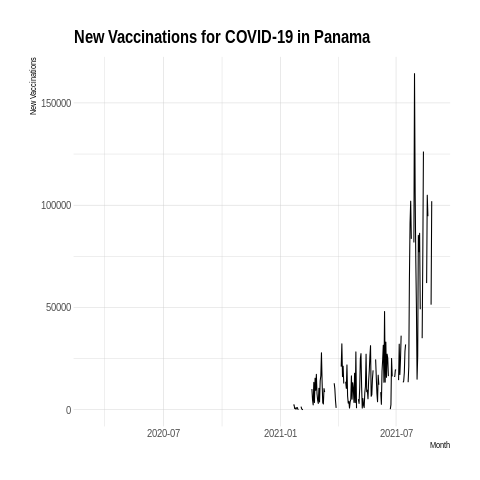 New Vaccinations for COVID-19 in Panama
New Vaccinations
150000
100000
50000
0
2020-07
2021-01
2021-07
Month